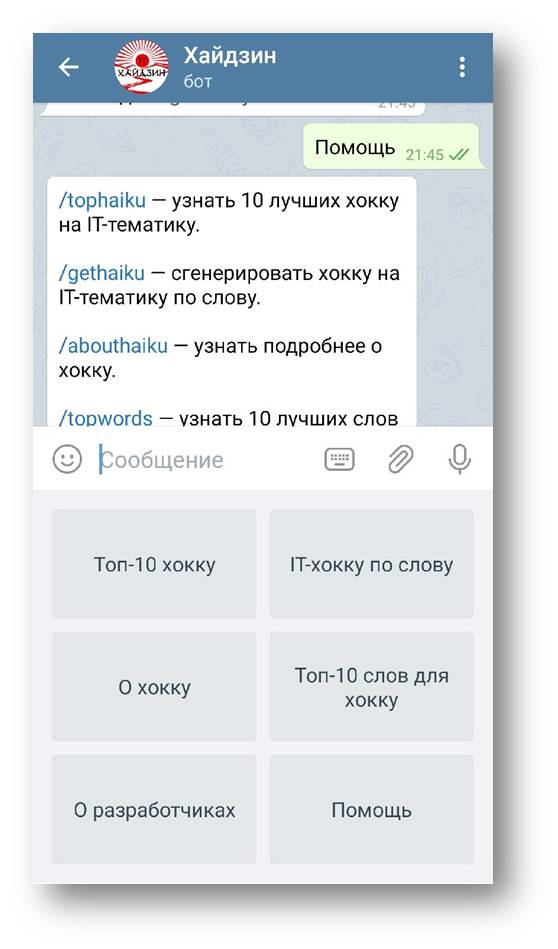 Хайдзин
бот
ХАЙДЗИН
21:45
Помощь 21:45
/tophaiku — узнать 10 лучших хокку
на IT-тематику.
/gethaiku — сгенерировать хокку на
IT-тематику по слову.
/abouthaiku — узнать подробнее о
хокку.
/topwords — узнать 10 лучших слов
Сообщение
Топ-10 хокку
IT-хокку по слову
О хокку
Топ-10 слов для
хокку
О разработчиках
Помощь